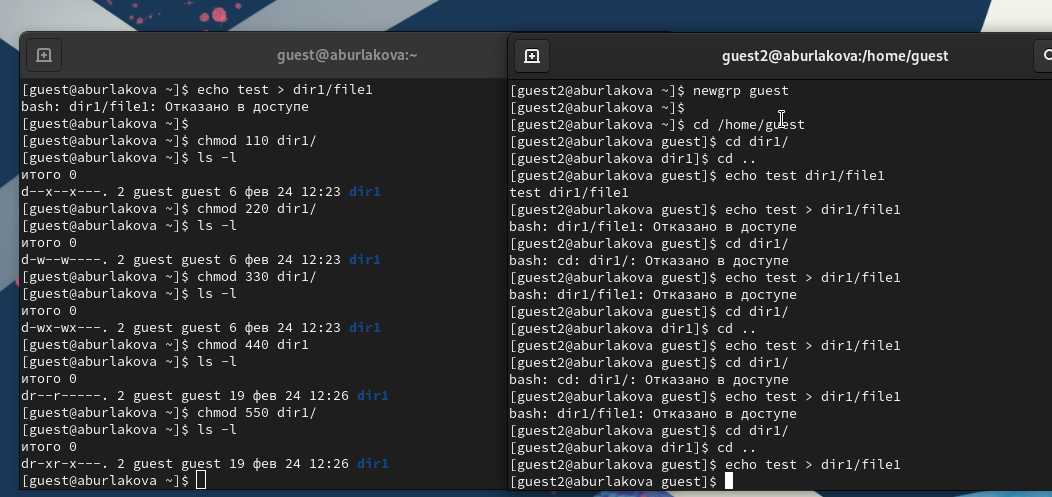 guest@aburlakova:~
[guest@aburlakova ~]$ echo test > dir1/file1
bash: dir1/file1: Отказано в доступе
[guest@aburlakova ~]$
[guest@aburlakova ~]$ chmod 110 dir1/
[guest@aburlakova ~]$ ls -l
итого 0
d--x--x---. 2 guest guest 6 фев 24 12:23 dir1
[guest@aburlakova ~]$ chmod 220 dir1/
[guest@aburlakova ~]$ ls -l
итого 0
d-w--w----. 2 guest guest 6 фев 24 12:23 dir1
[guest@aburlakova ~]$ chmod 330 dir1/
[guest@aburlakova ~]$ ls -l
итого 0
d-wx-wx---. 2 guest guest 6 фев 24 12:23 dir1
[guest@aburlakova ~]$ chmod 440 dir1
[guest@aburlakova ~]$ ls -l
итого 0
dr--r-----. 2 guest guest 19 фев 24 12:26 dir1
[guest@aburlakova ~]$ chmod 550 dir1/
[guest@aburlakova ~]$ ls -l
итого 0
dr-xr-x---. 2 guest guest 19 фев 24 12:26 dir1
[guest@aburlakova ~]$
guest2@aburlakova:/home/guest
[guest2@aburlakova ~]$ newgrp guest
[guest2@aburlakova ~]$
[guest2@aburlakova ~]$ cd /home/guest
[guest2@aburlakova guest]$ cd dir1/
[guest2@aburlakova dir1]$ cd ..
[guest2@aburlakova guest]$ echo test dir1/file1
test dir1/file1
[guest2@aburlakova guest]$ echo test > dir1/file1
bash: dir1/file1: Отказано в доступе
[guest2@aburlakova guest]$ cd dir1/
bash: cd: dir1/: Отказано в доступе
[guest2@aburlakova guest]$ echo test > dir1/file1
bash: dir1/file1: Отказано в доступе
[guest2@aburlakova guest]$ cd dir1/
[guest2@aburlakova dir1]$ cd ..
[guest2@aburlakova guest]$ echo test > dir1/file1
[guest2@aburlakova guest]$ cd dir1/
bash: cd: dir1/: Отказано в доступе
[guest2@aburlakova guest]$ echo test > dir1/file1
bash: dir1/file1: Отказано в доступе
[guest2@aburlakova guest]$ cd dir1/
[guest2@aburlakova dir1]$ cd ..
[guest2@aburlakova guest]$ echo test > dir1/file1
[guest2@aburlakova guest]$